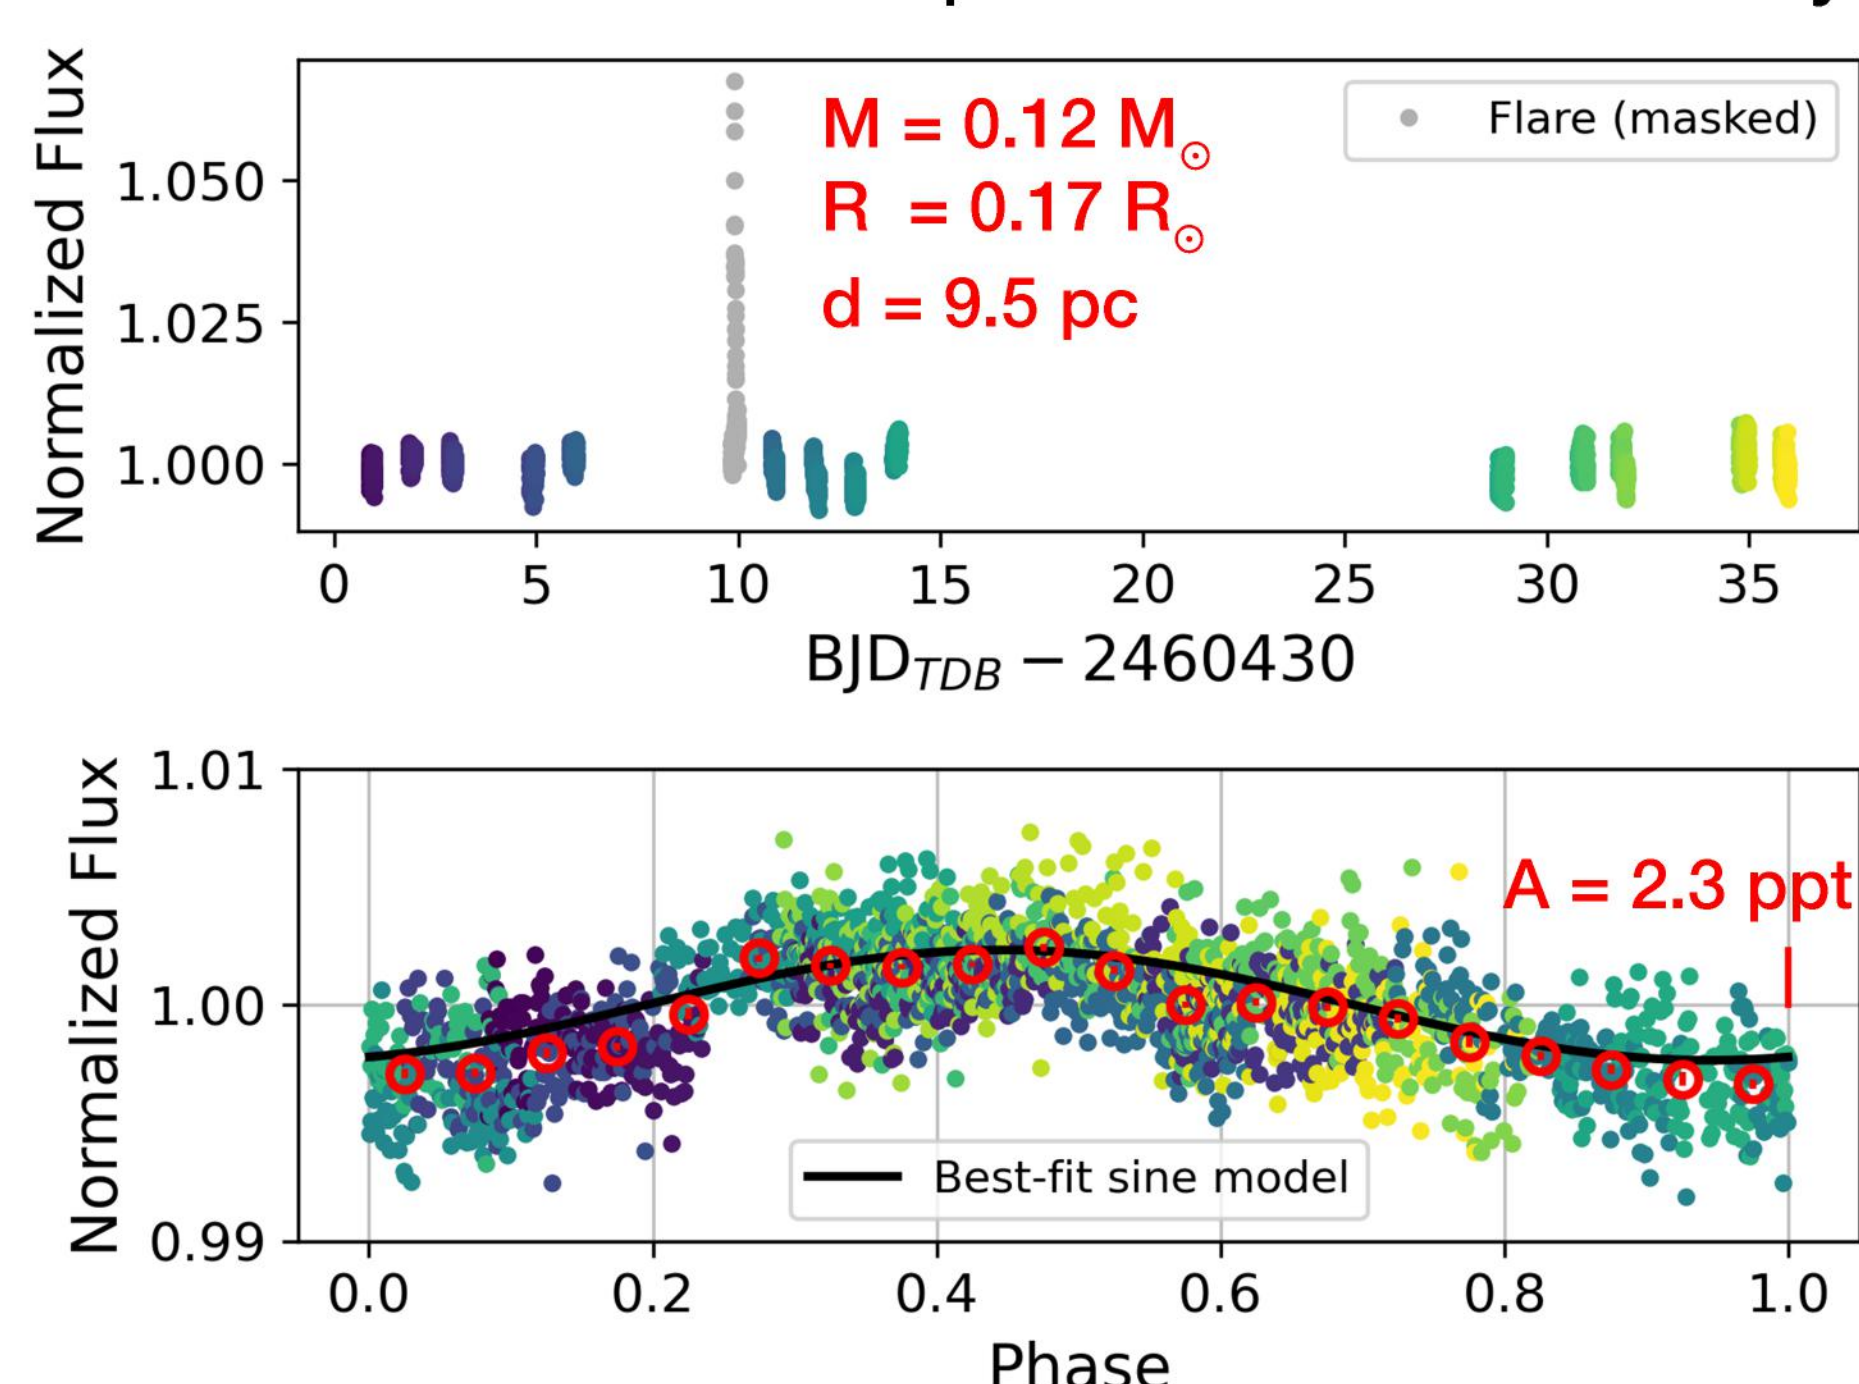 Normalized Flux
1.050
1.025
1.000
M = 0.12 M☉
R = 0.17 R☉
d = 9.5 pc
Flare (masked)
0 5 10 15 20 25 30 35
BJD_TDB − 2460430
Normalized Flux
1.01
1.00
0.99
A = 2.3 ppt
Best-fit sine model
0.0 0.2 0.4 0.6 0.8 1.0
Phase